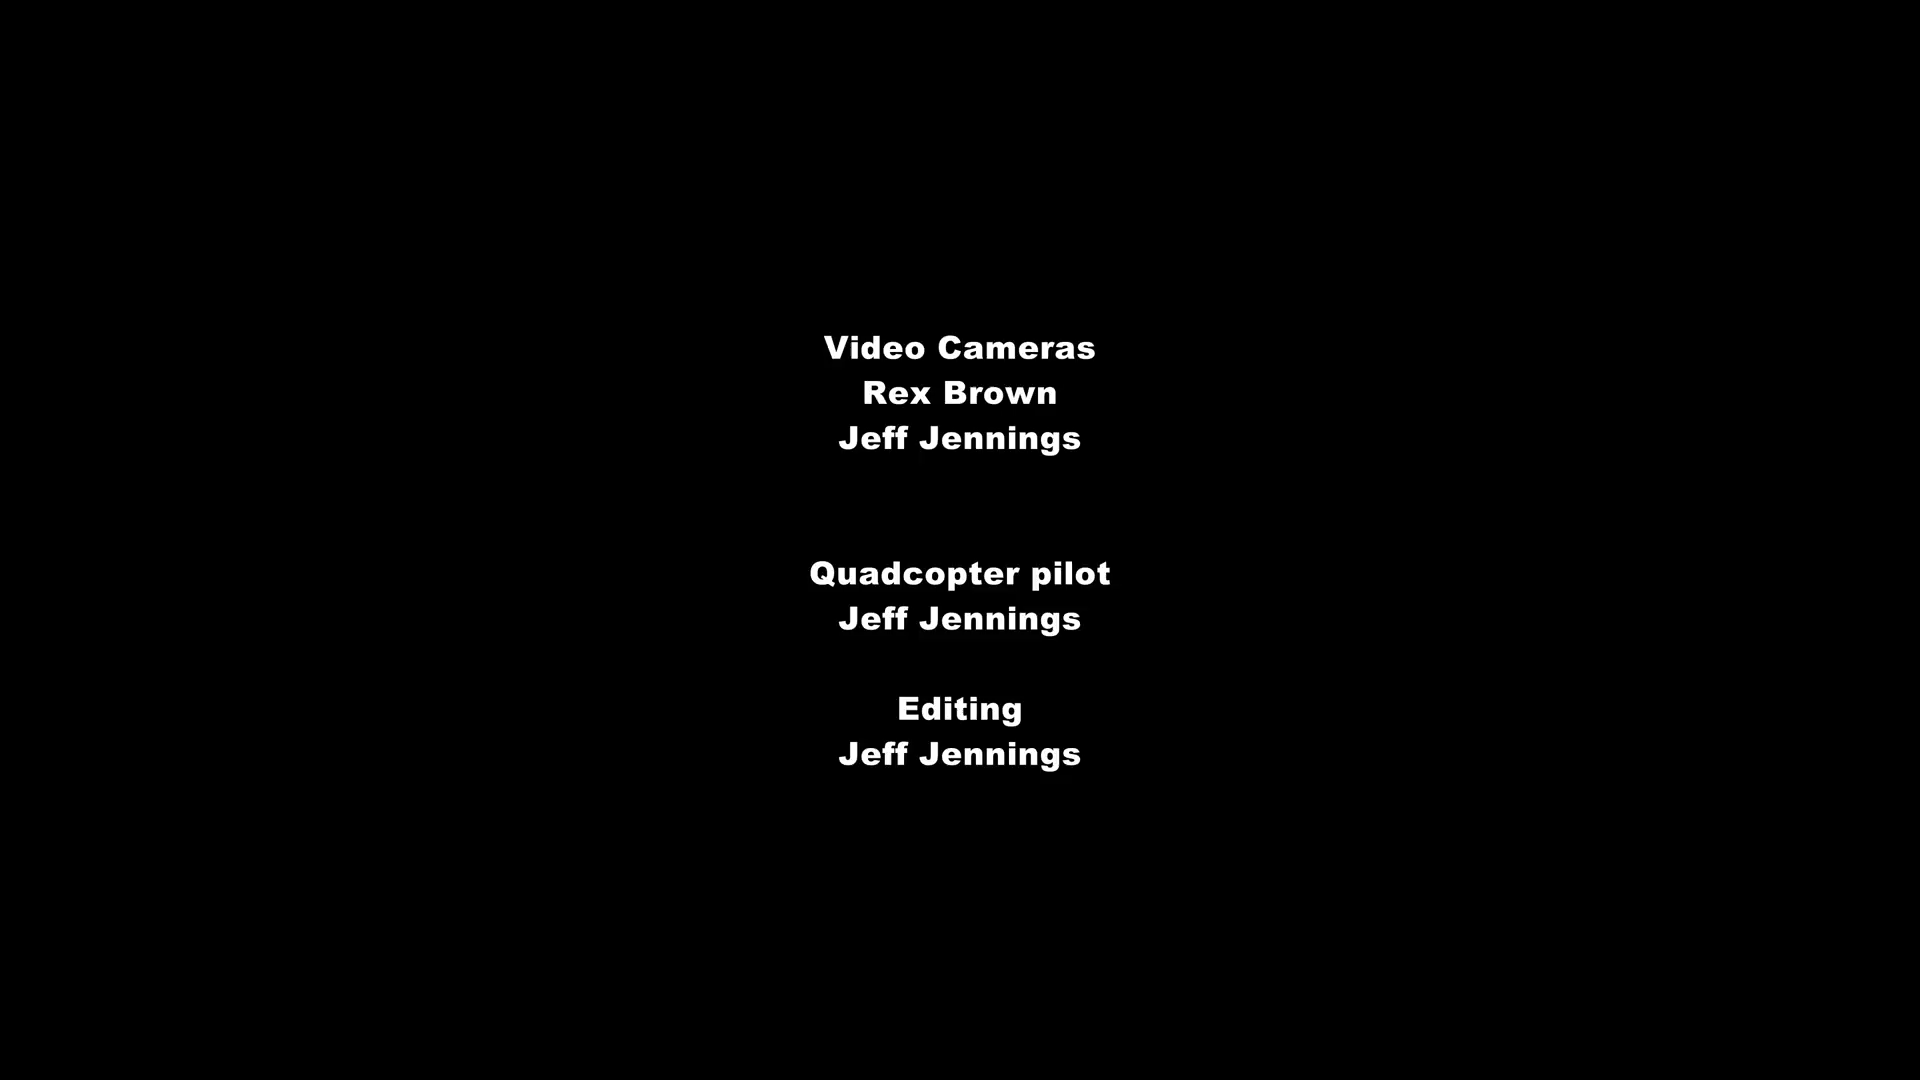 Video Cameras
Rex Brown
Jeff Jennings
Quadcopter pilot
Jeff Jennings
Editing
Jeff Jennings